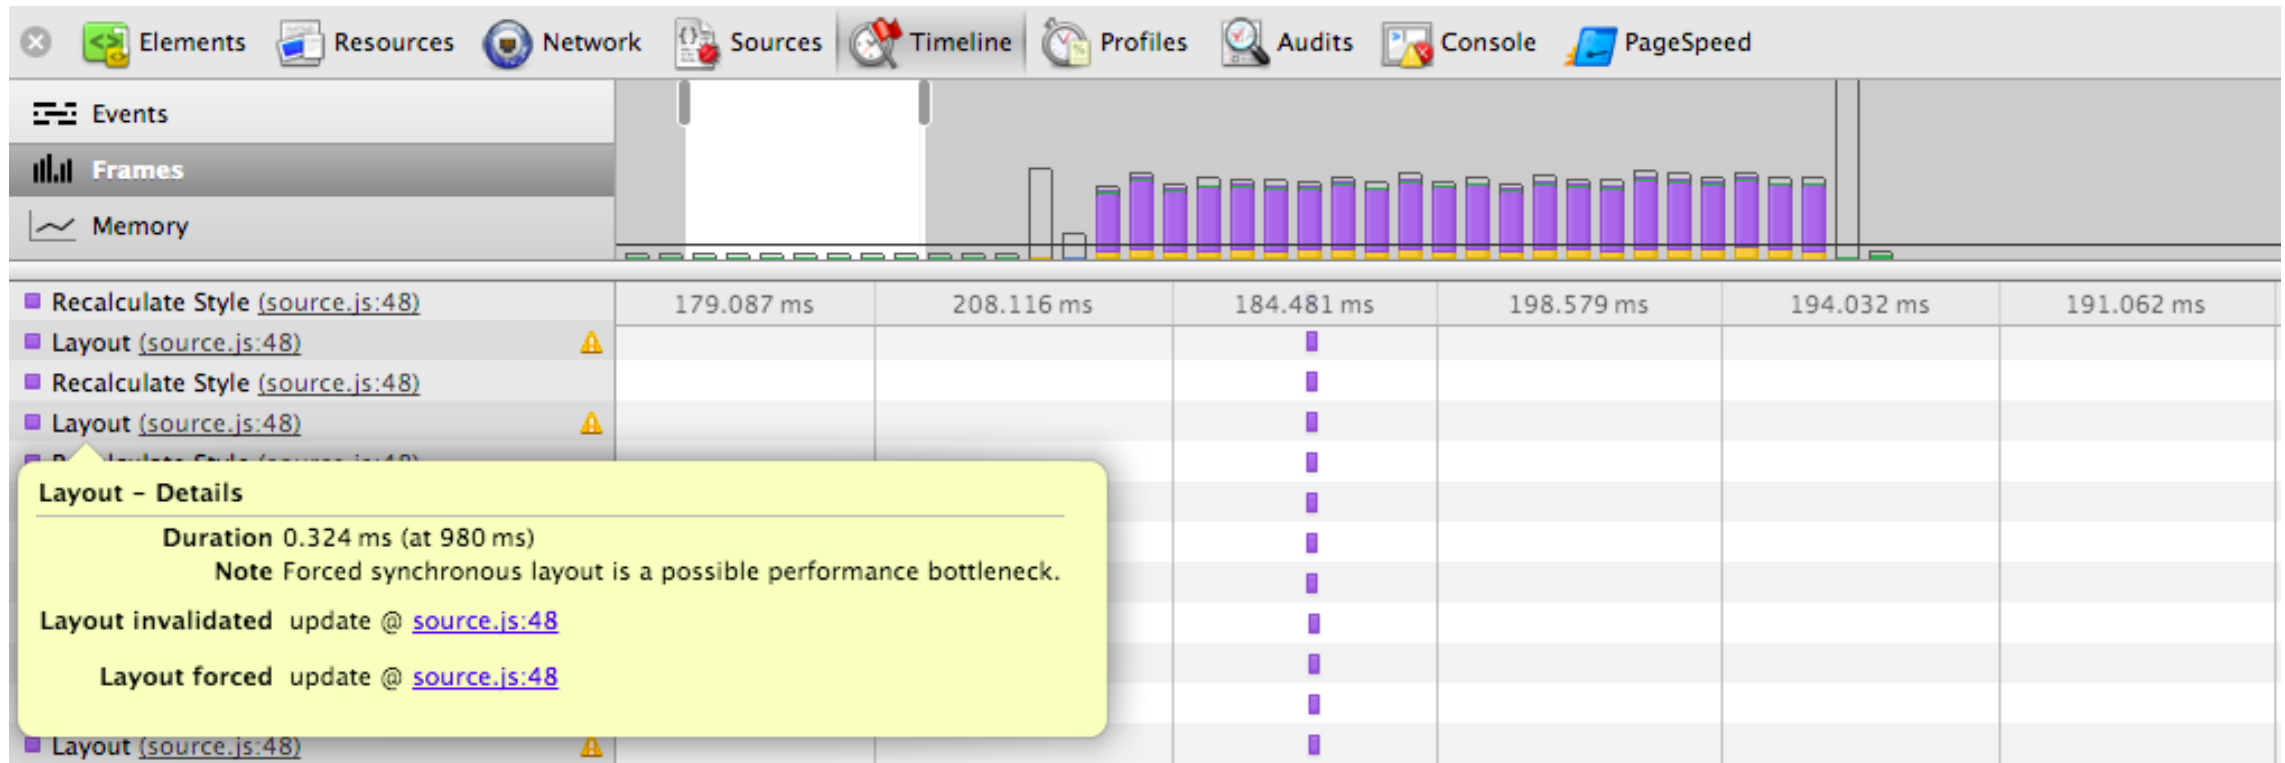 Elements Resources Network Sources Timeline Profiles Audits Console PageSpeed
Events
Frames
Memory
Recalculate Style (source.js:48) 179.087 ms 208.116 ms 184.481 ms 198.579 ms 194.032 ms 191.062 ms
Layout (source.js:48)
Recalculate Style (source.js:48)
Layout (source.js:48)
Layout – Details
Duration 0.324 ms (at 980 ms)
Note Forced synchronous layout is a possible performance bottleneck.
Layout invalidated update @ source.js:48
Layout forced update @ source.js:48
Layout (source.js:48)